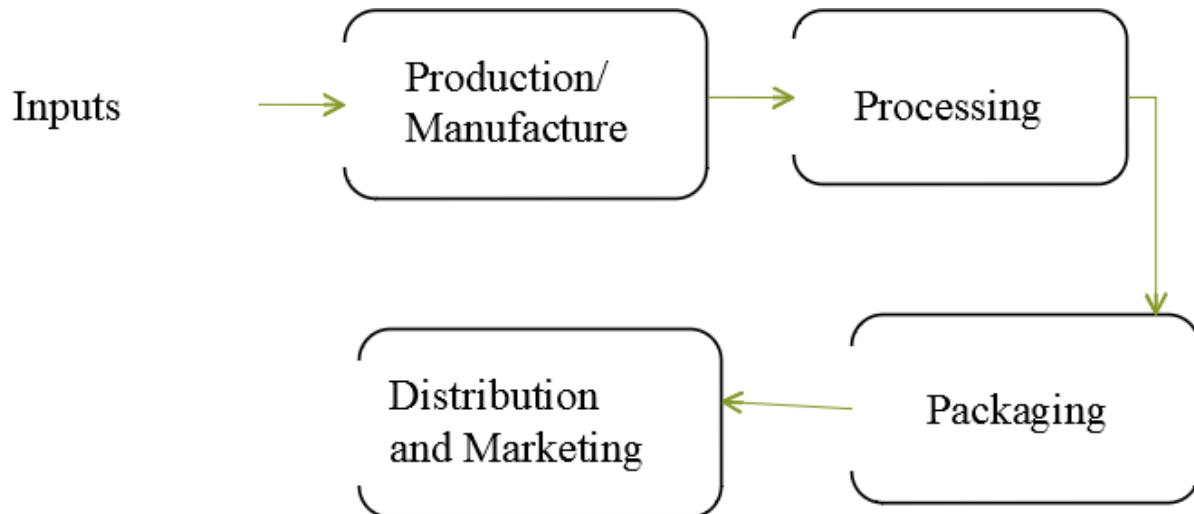 Inputs
Production/
Manufacture
Processing
Packaging
Distribution
and Marketing